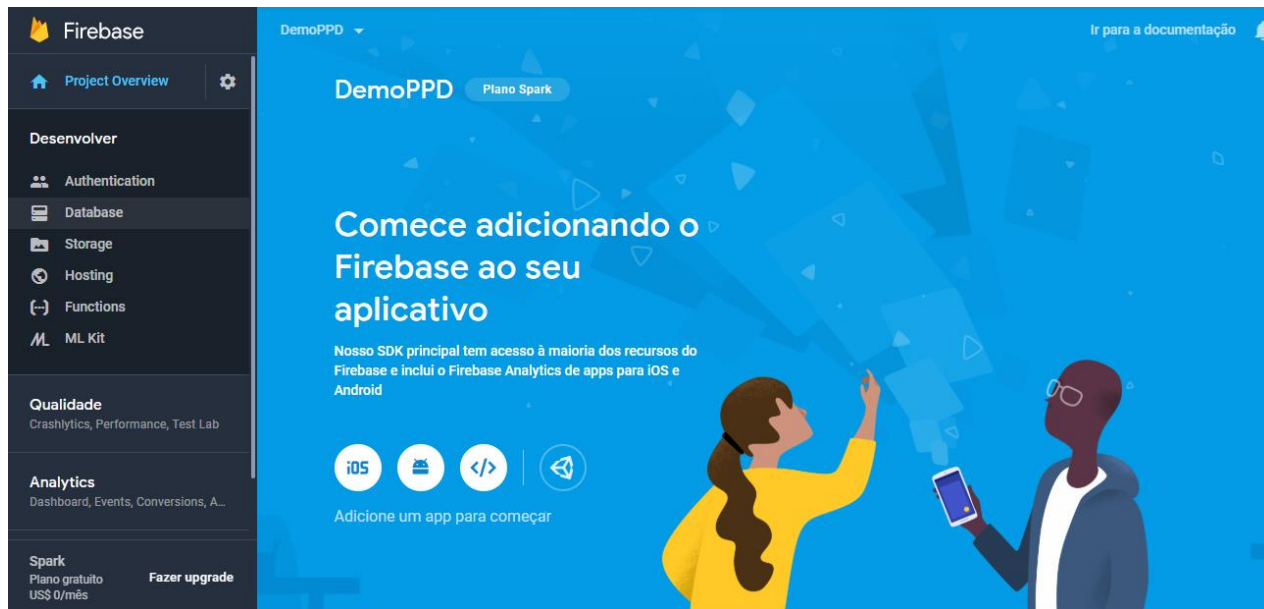 Firebase
Project Overview
Desenvolver
Authentication
Database
Storage
Hosting
Functions
ML Kit
Qualidade
Crashlytics, Performance, Test Lab
Analytics
Dashboard, Events, Conversions, A...
Spark
Plano gratuito
US$ 0/mês
Fazer upgrade
DemoPPD
Ir para a documentação
DemoPPD
Plano Spark
Comece adicionando o
Firebase ao seu
aplicativo
Nosso SDK principal tem acesso à maioria dos recursos do
Firebase e inclui o Firebase Analytics de apps para iOS e
Android
iOS
</>
Adicione um app para começar